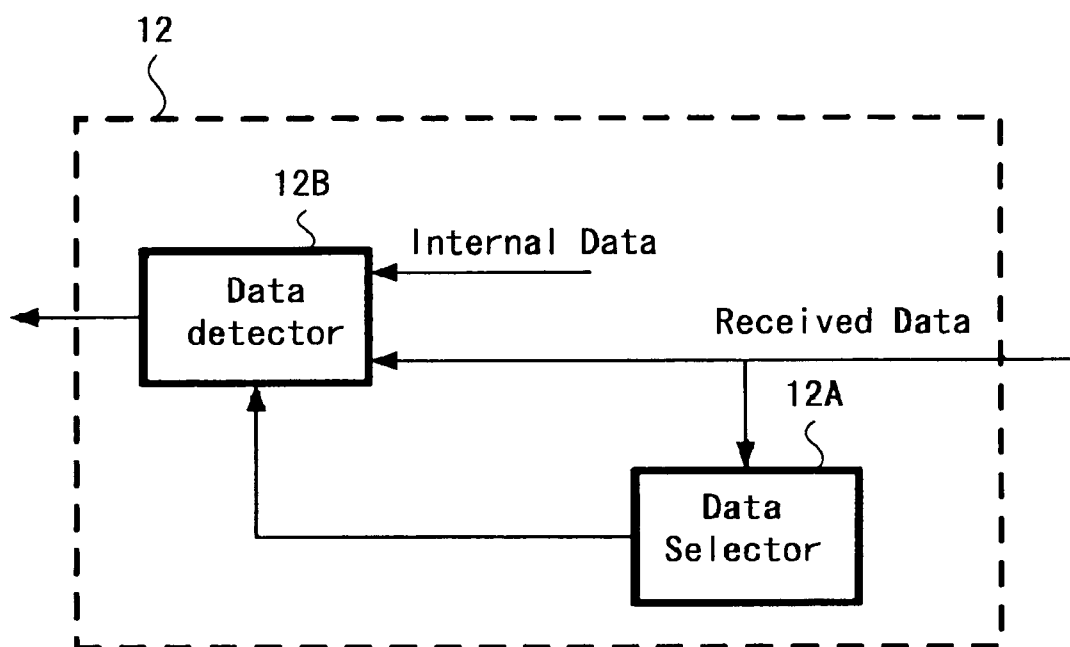 12
12B
Internal Data
Data
detector
Received Data
12A
Data
Selector